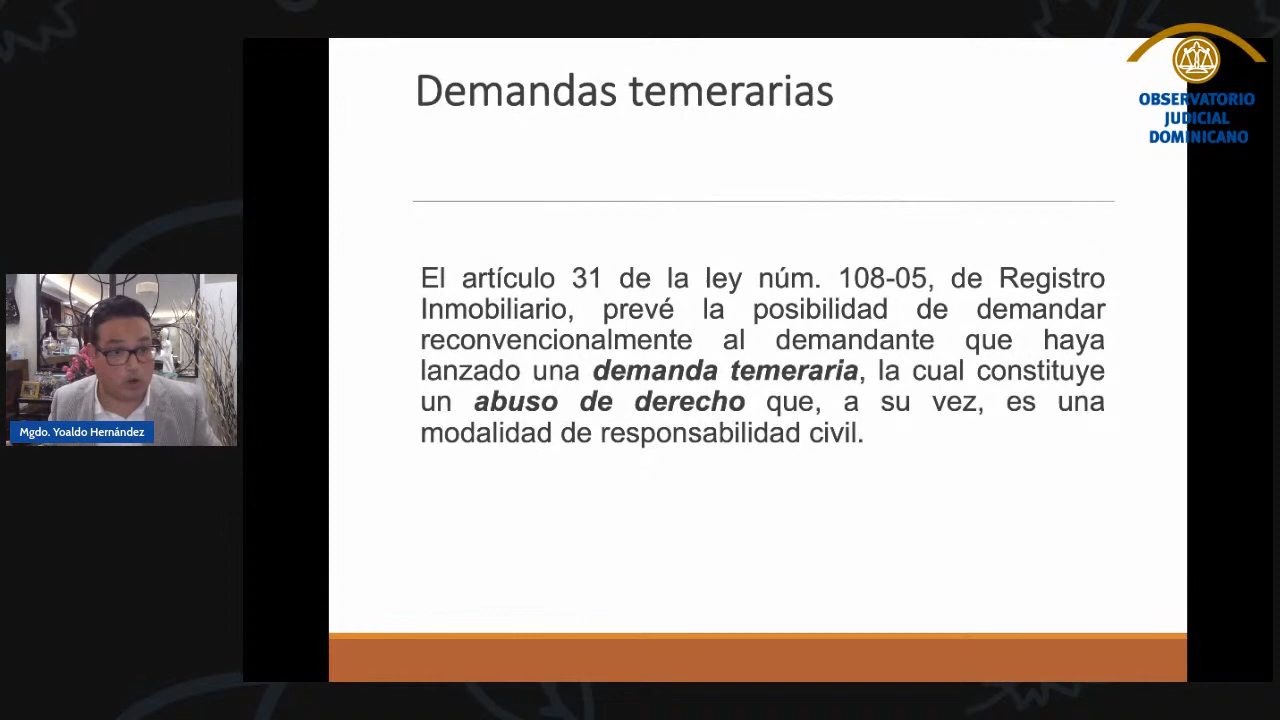 Demandas temerarias
OBSERVATORIO
JUDICIAL
DOMINICANO
El artículo 31 de la ley núm. 108-05, de Registro
Inmobiliario, prevé la posibilidad de demandar
reconvencionalmente al demandante que haya
lanzado una demanda temeraria, la cual constituye
un abuso de derecho que, a su vez, es una
modalidad de responsabilidad civil.
Mgdo. Yoaldo Hernández